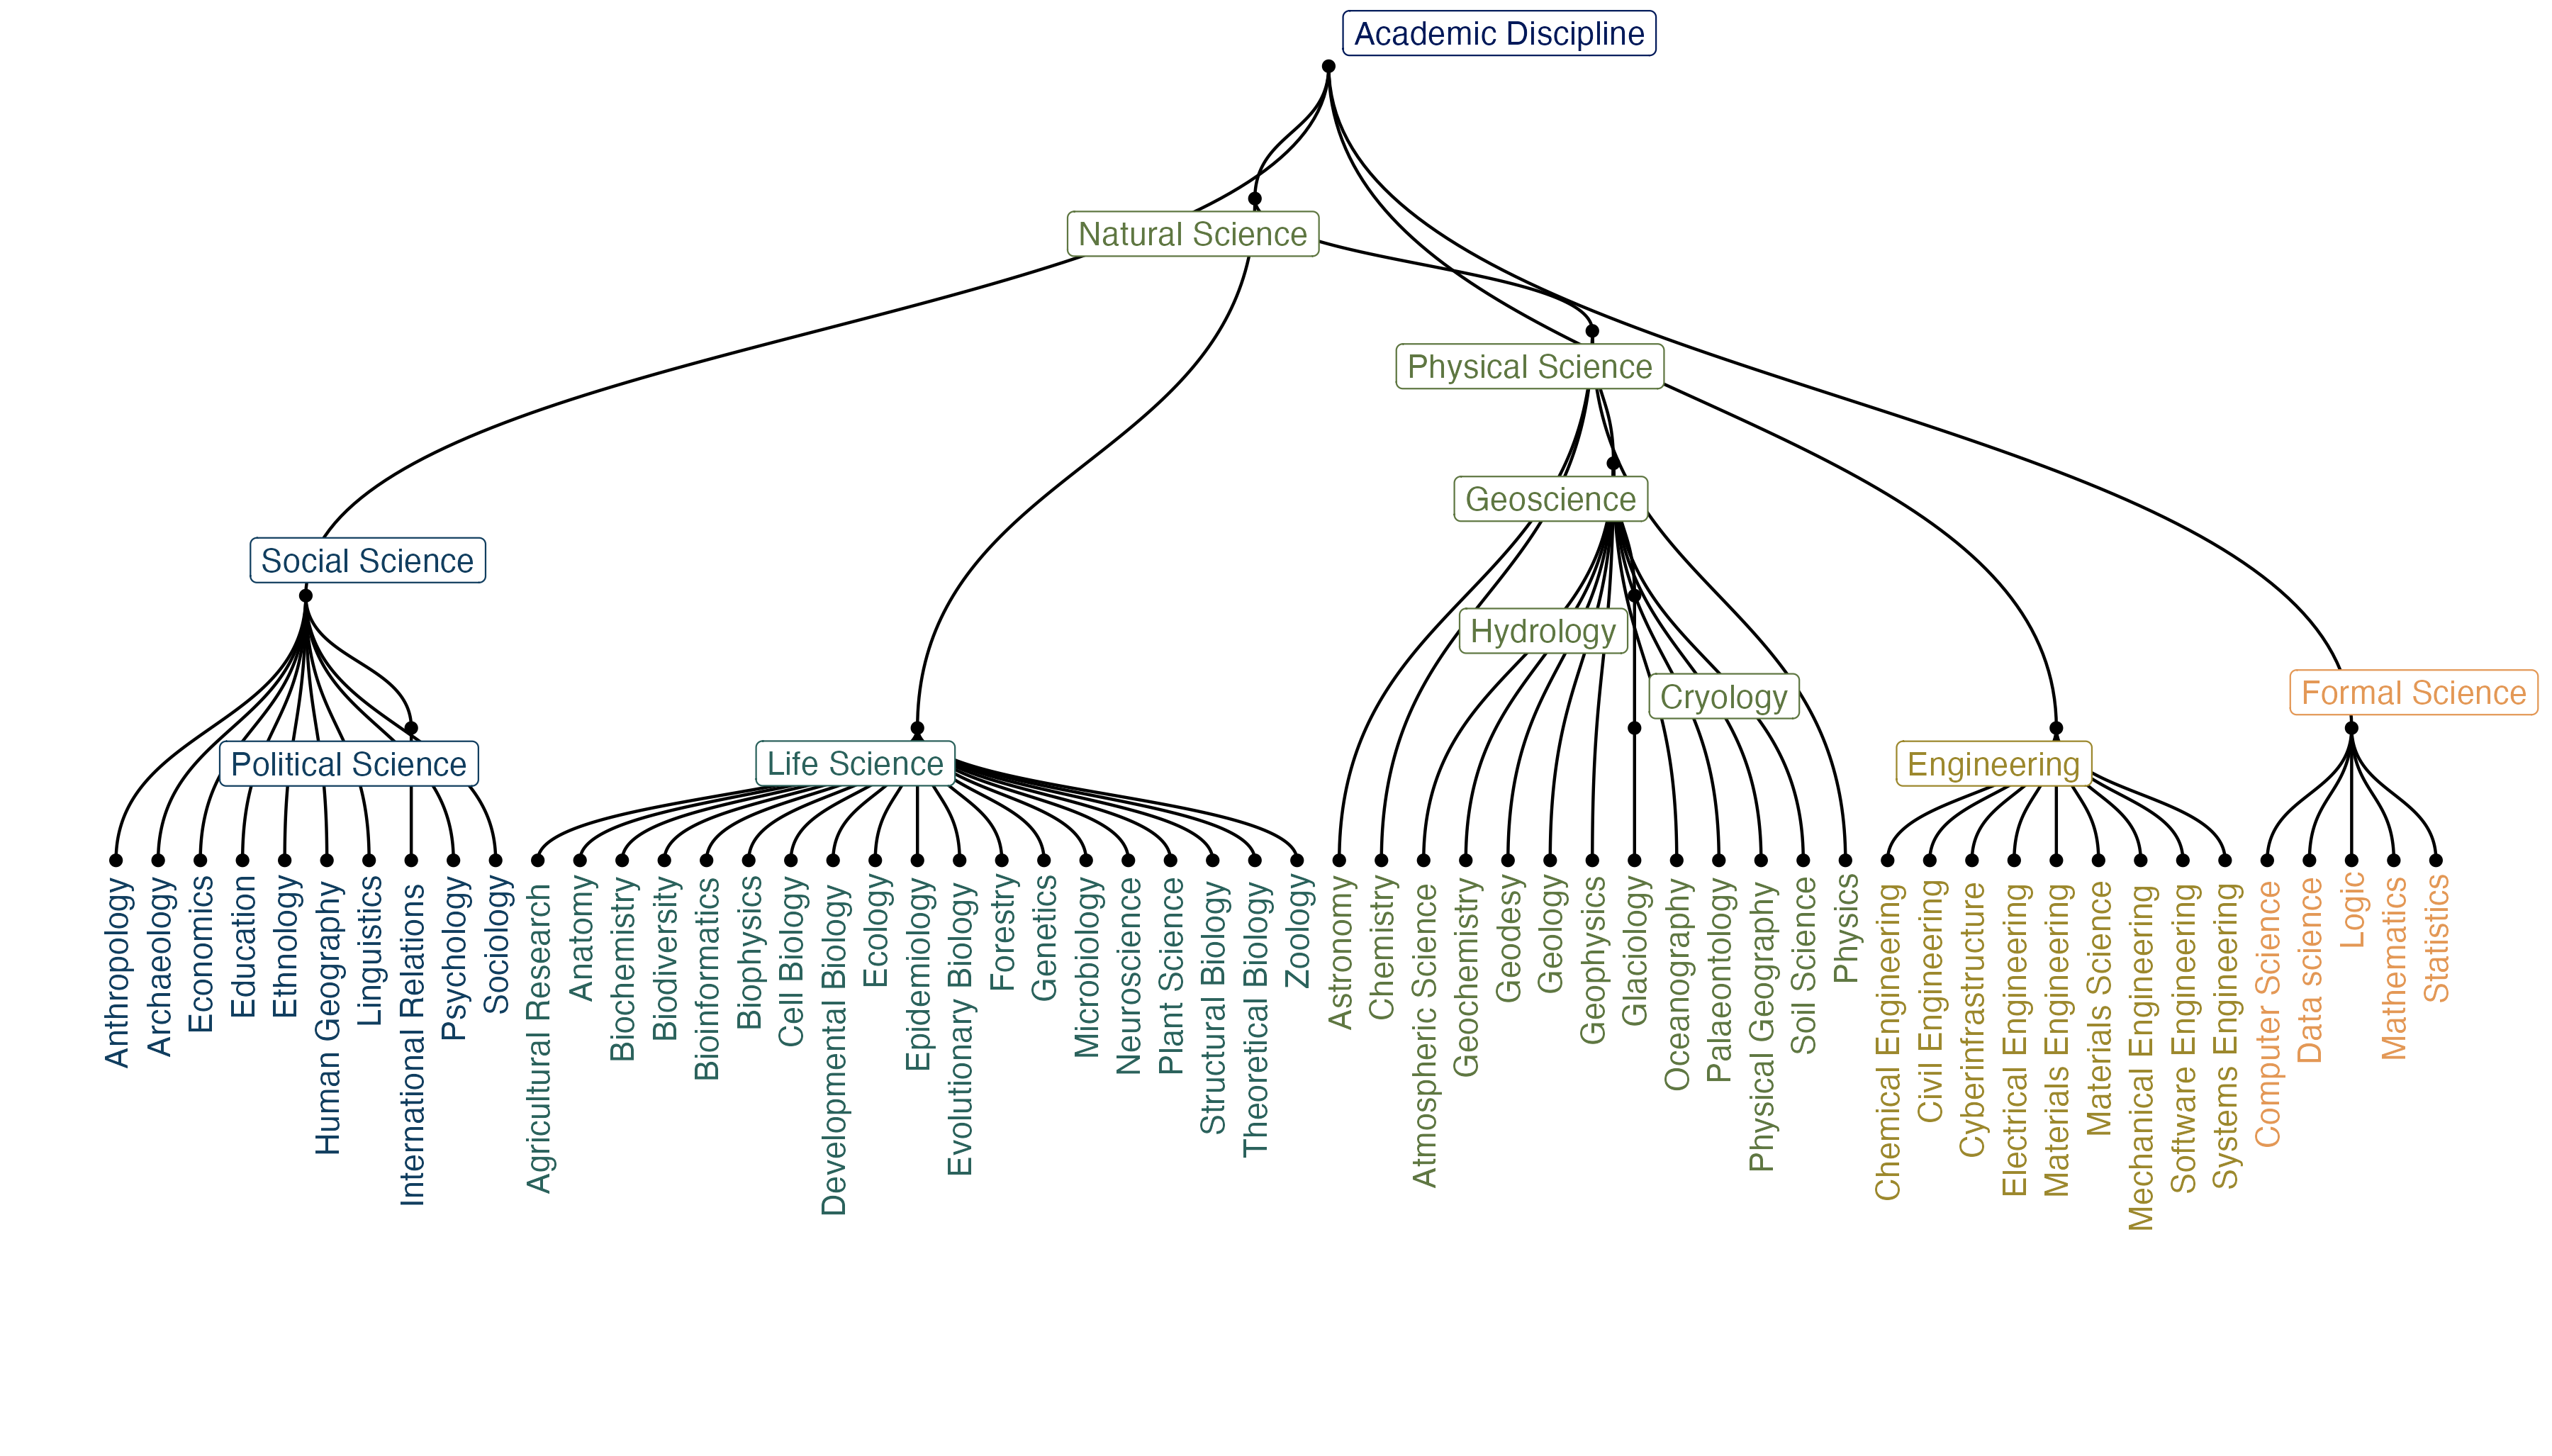 Academic Discipline
Natural Science
Physical Science
Geoscience
Social Science
Hydrology
Cryology
Formal Science
Political Science
Life Science
Engineering
Anthropology
Archaeology
Economics
Education
Ethnology
Human Geography
Linguistics
International Relations
Psychology
Sociology
Agricultural Research
Anatomy
Biochemistry
Biodiversity
Bioinformatics
Biophysics
Cell Biology
Developmental Biology
Ecology
Epidemiology
Evolutionary Biology
Forestry
Genetics
Microbiology
Neuroscience
Plant Science
Structural Biology
Theoretical Biology
Zoology
Astronomy
Chemistry
Atmospheric Science
Geochemistry
Geodesy
Geology
Geophysics
Glaciology
Oceanography
Palaeontology
Physical Geography
Soil Science
Physics
Chemical Engineering
Civil Engineering
Cyberinfrastructure
Electrical Engineering
Materials Engineering
Materials Science
Mechanical Engineering
Software Engineering
Systems Engineering
Computer Science
Data science
Logic
Mathematics
Statistics